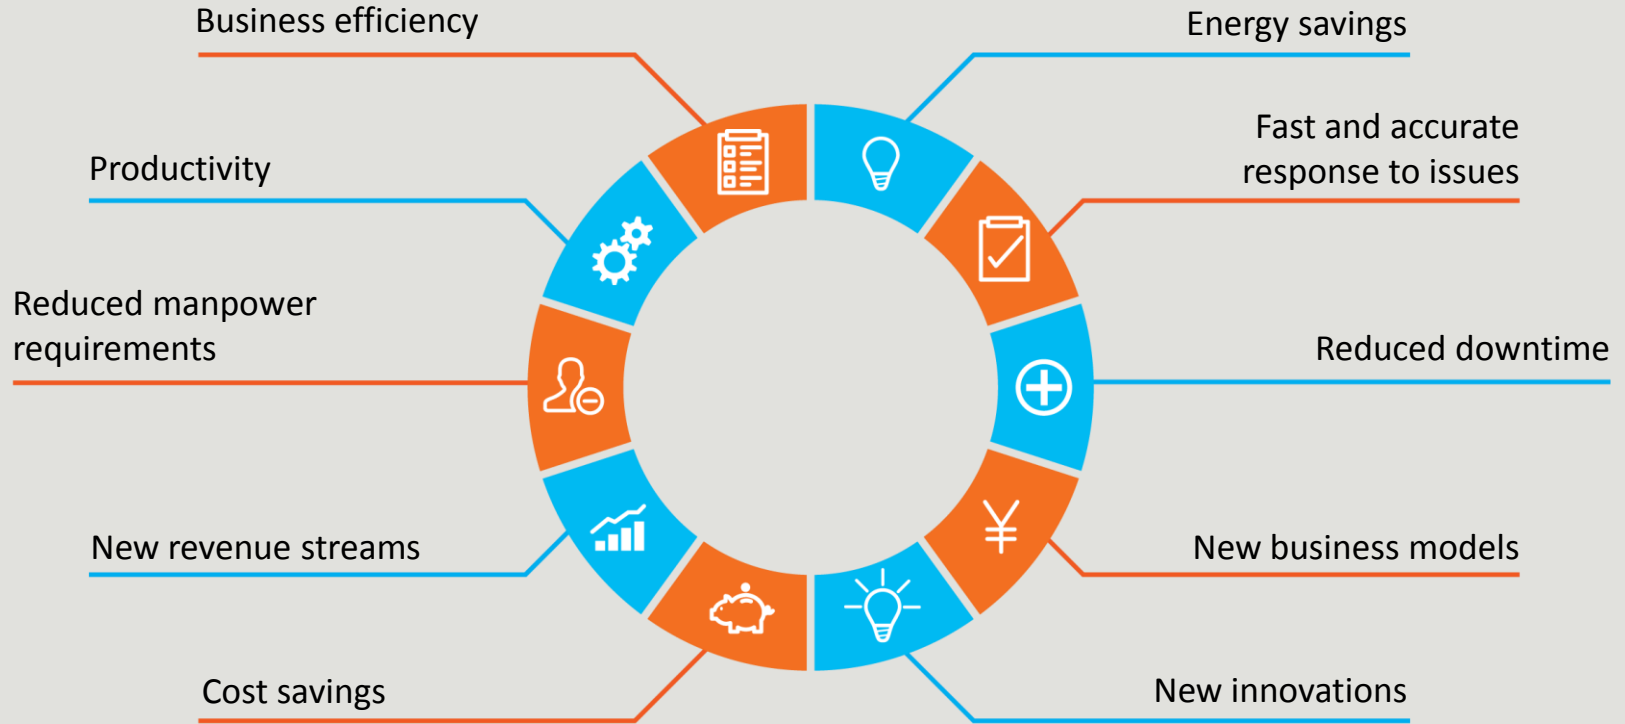 Business efficiency
Energy savings
Fast and accurate
response to issues
Productivity
Reduced manpower
requirements
Reduced downtime
New revenue streams
New business models
Cost savings
New innovations
¥